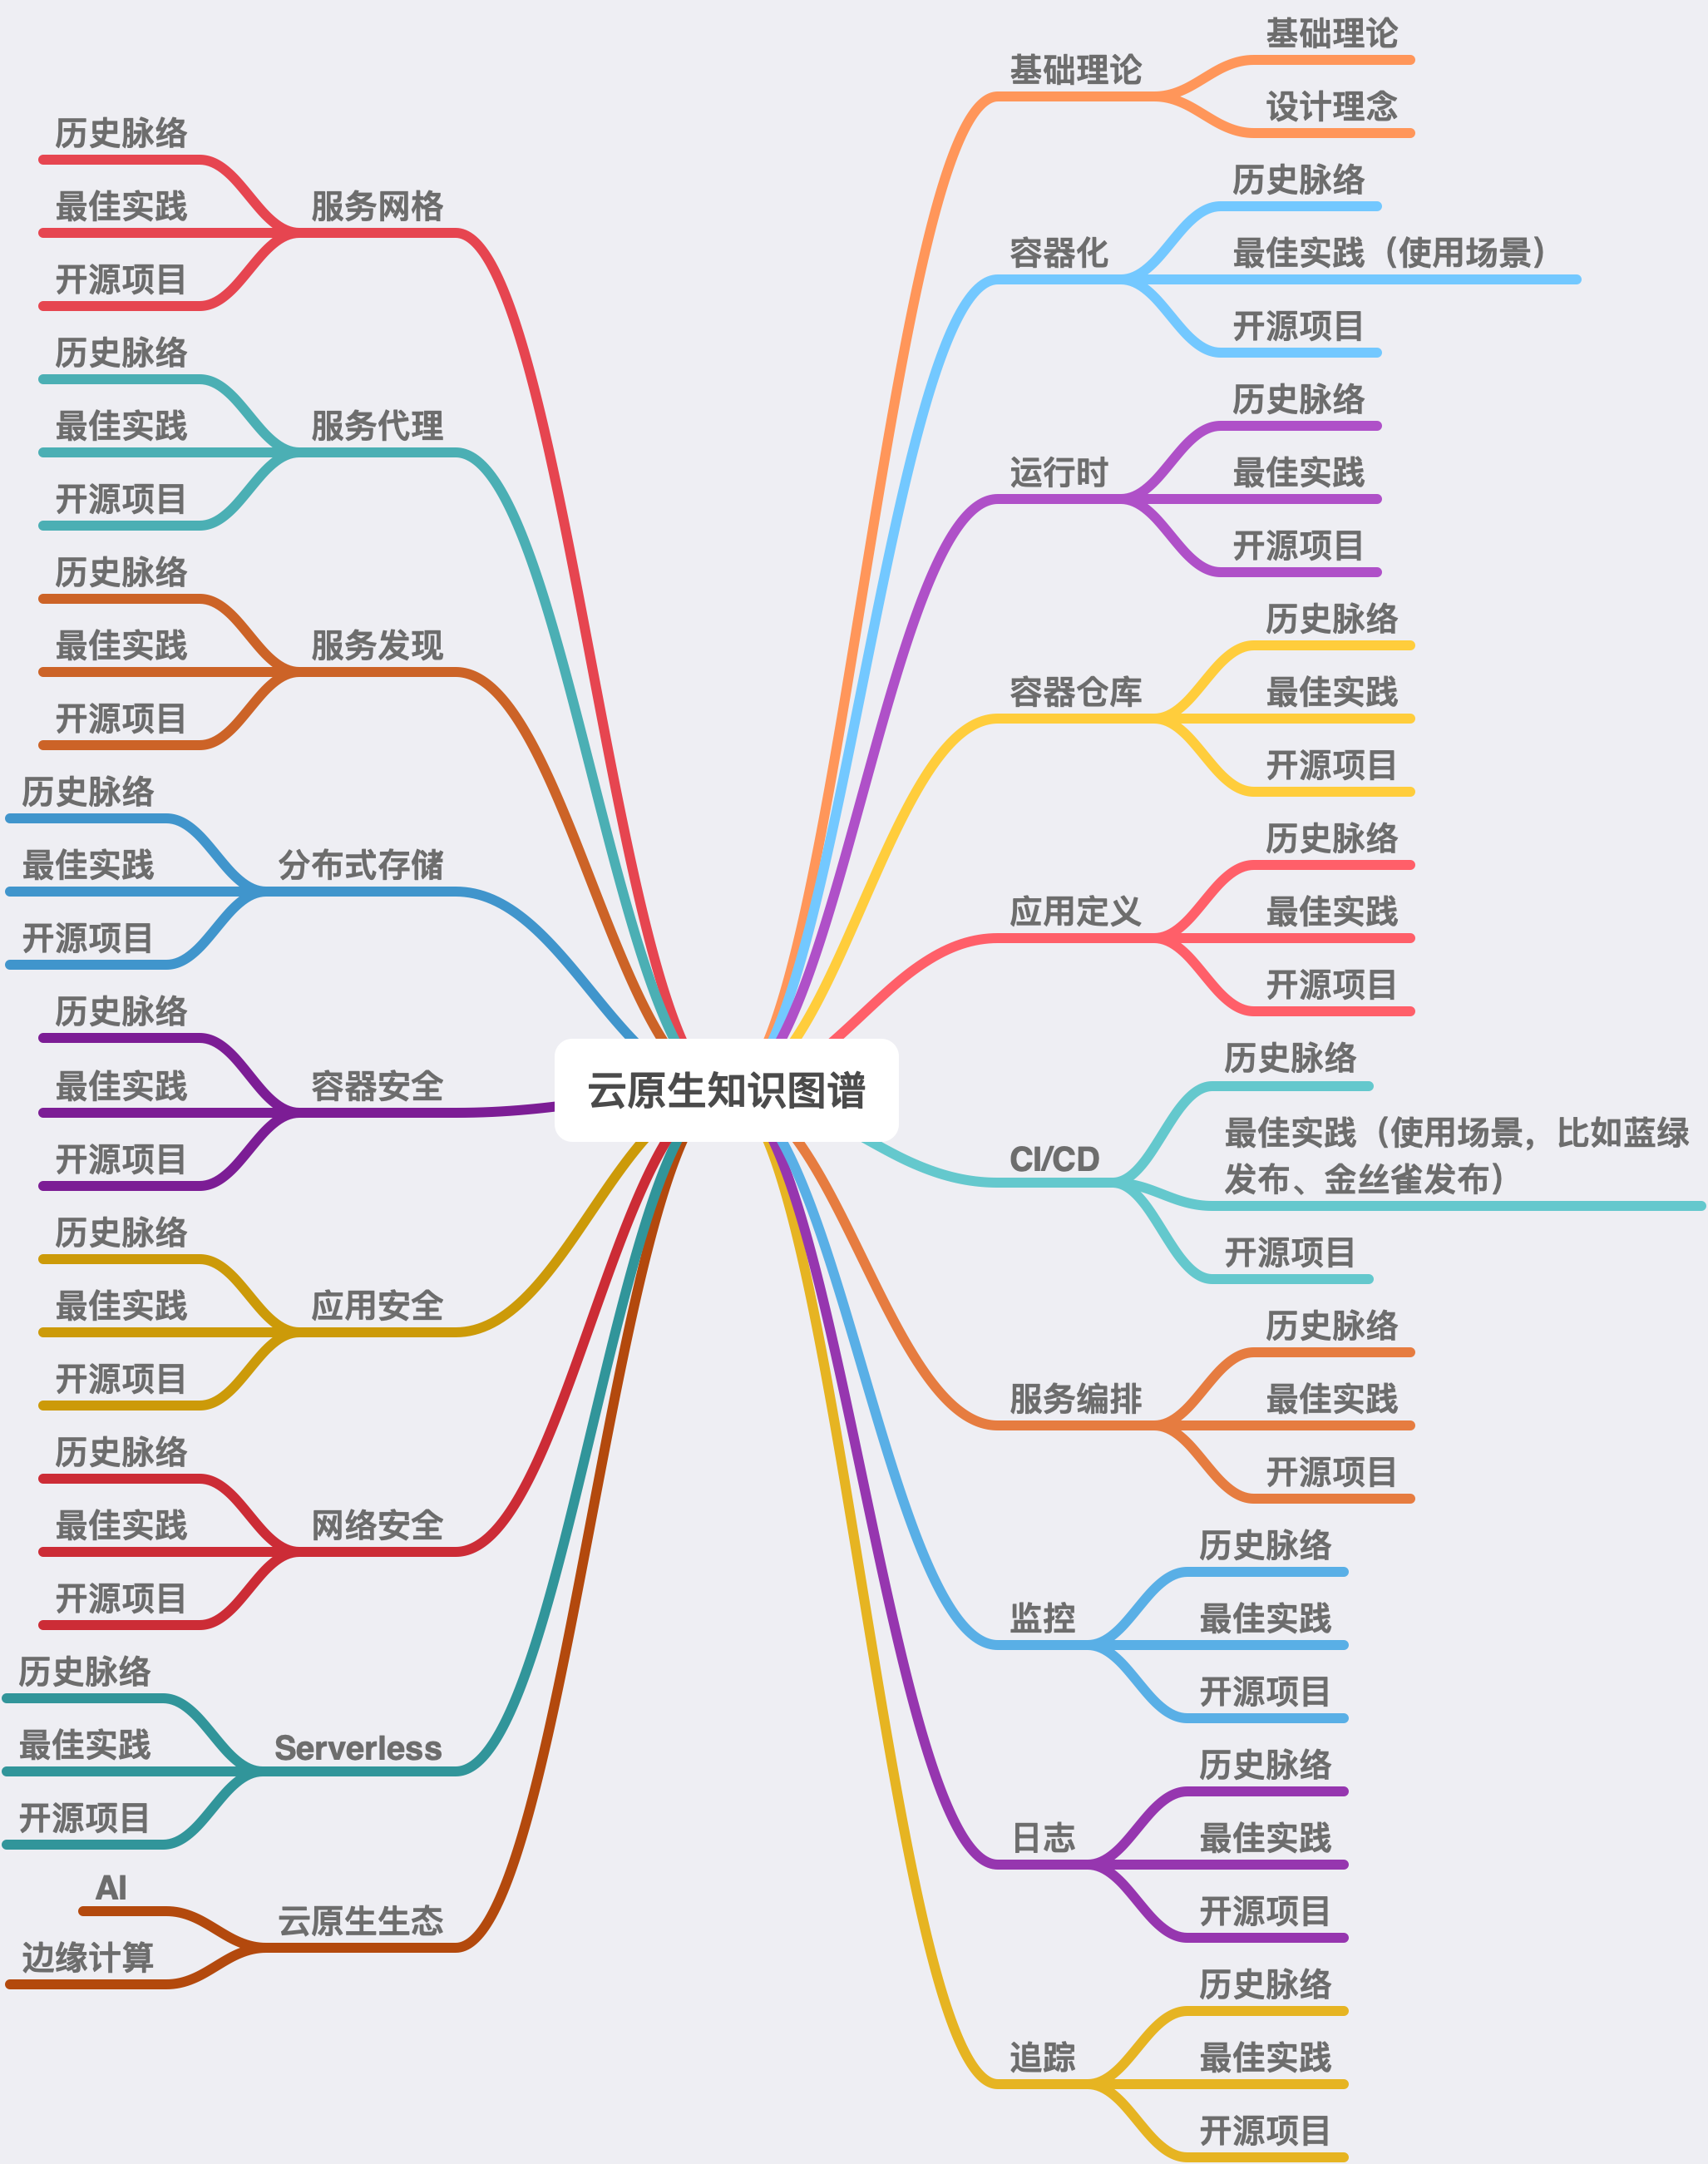 云原生知识图谱
基础理论
基础理论
设计理念
容器化
历史脉络
最佳实践（使用场景）
开源项目
运行时
历史脉络
最佳实践
开源项目
容器仓库
历史脉络
最佳实践
开源项目
应用定义
历史脉络
最佳实践
开源项目
CI/CD
历史脉络
最佳实践（使用场景，比如蓝绿
发布、金丝雀发布）
开源项目
服务编排
历史脉络
最佳实践
开源项目
监控
历史脉络
最佳实践
开源项目
日志
历史脉络
最佳实践
开源项目
追踪
历史脉络
最佳实践
开源项目
服务网格
历史脉络
最佳实践
开源项目
服务代理
历史脉络
最佳实践
开源项目
服务发现
历史脉络
最佳实践
开源项目
分布式存储
历史脉络
最佳实践
开源项目
容器安全
历史脉络
最佳实践
开源项目
应用安全
历史脉络
最佳实践
开源项目
网络安全
历史脉络
最佳实践
开源项目
Serverless
历史脉络
最佳实践
开源项目
云原生生态
AI
边缘计算